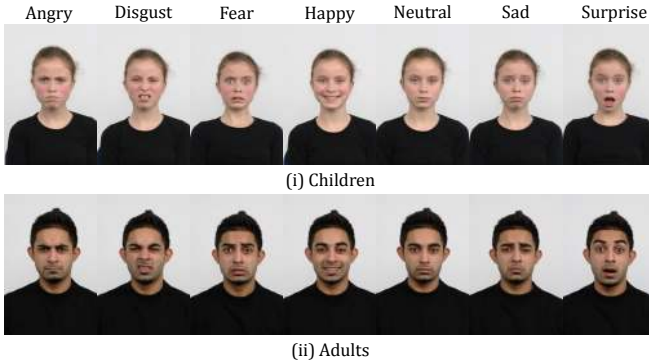 Angry Disgust Fear Happy Neutral Sad Surprise
(i) Children
(ii) Adults